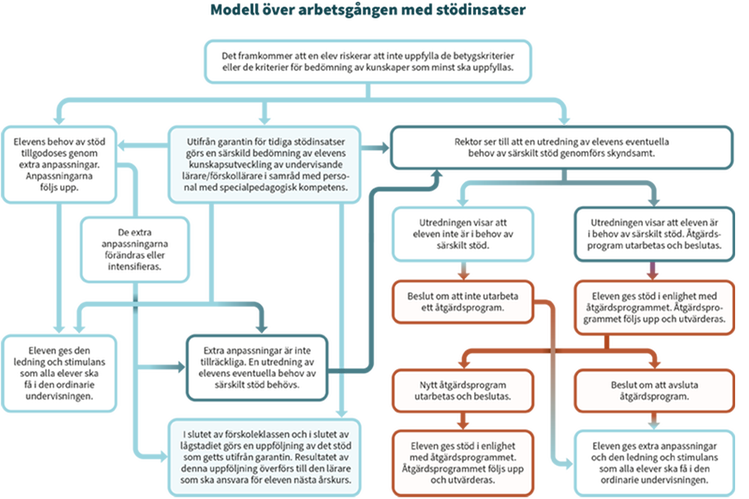 Modell över arbetsgången med stödinsatser
Det framkommer att en elev riskerar att inte uppfylla de betygskriterier
eller de kriterier för bedömning av kunskaper som minst ska uppfyllas.
Elevens behov av stöd
tillgodoses genom
extra anpassningar.
Anpassningarna
följs upp.
Utifrån garantin för tidiga stödinsatser
görs en särskild bedömning av elevens
kunskapsutveckling av undervisande
lärare/förskollärare i samråd med perso-
nal med specialpedagogisk kompetens.
Rektor ser till att en utredning av elevens eventuella
behov av särskilt stöd genomförs skyndsamt.
De extra
anpassningarna
förändras eller
intensifieras.
Utredningen visar att
eleven inte är i behov av
särskilt stöd.
Utredningen visar att eleven är
i behov av särskilt stöd. Åtgärds-
program utarbetas och beslutas.
Beslut om att inte utarbeta
ett åtgärdsprogram.
Eleven ges stöd i enlighet med
åtgärdsprogrammet. Åtgärdspro-
grammet följs upp och utvärderas.
Eleven ges den
ledning och stimulans
som alla elever ska
få i den ordinarie
undervisningen.
Extra anpassningar är inte
tillräckliga. En utredning av
elevens eventuella behov av
särskilt stöd behövs.
Nytt åtgärdsprogram
utarbetas och beslutas.
Beslut om att avsluta
åtgärdsprogram.
I slutet av förskoleklassen och i slutet av
lågstadiet görs en uppföljning av det stöd
som getts utifrån garantin. Resultatet av
denna uppföljning överförs till den lärare
som ska ansvara för eleven nästa årskurs.
Eleven ges stöd i enlighet
med åtgärdsprogrammet.
Åtgärdsprogrammet följs upp
och utvärderas.
Eleven ges extra anpassningar
och den ledning och stimulans
som alla elever ska få i den
ordinarie undervisningen.